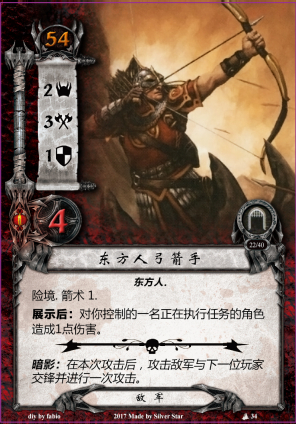 54
2
3
1
4
22/40
东方人弓箭手
东方人.
险境. 箭术 1.
展示后：对你控制的一名正在执行任务的角色
造成1点伤害。
暗影：在本次攻击后，攻击敌军与下一位玩家
交锋并进行一次攻击。
敌军
diy by fabio 2017 Made by Silver Star 34